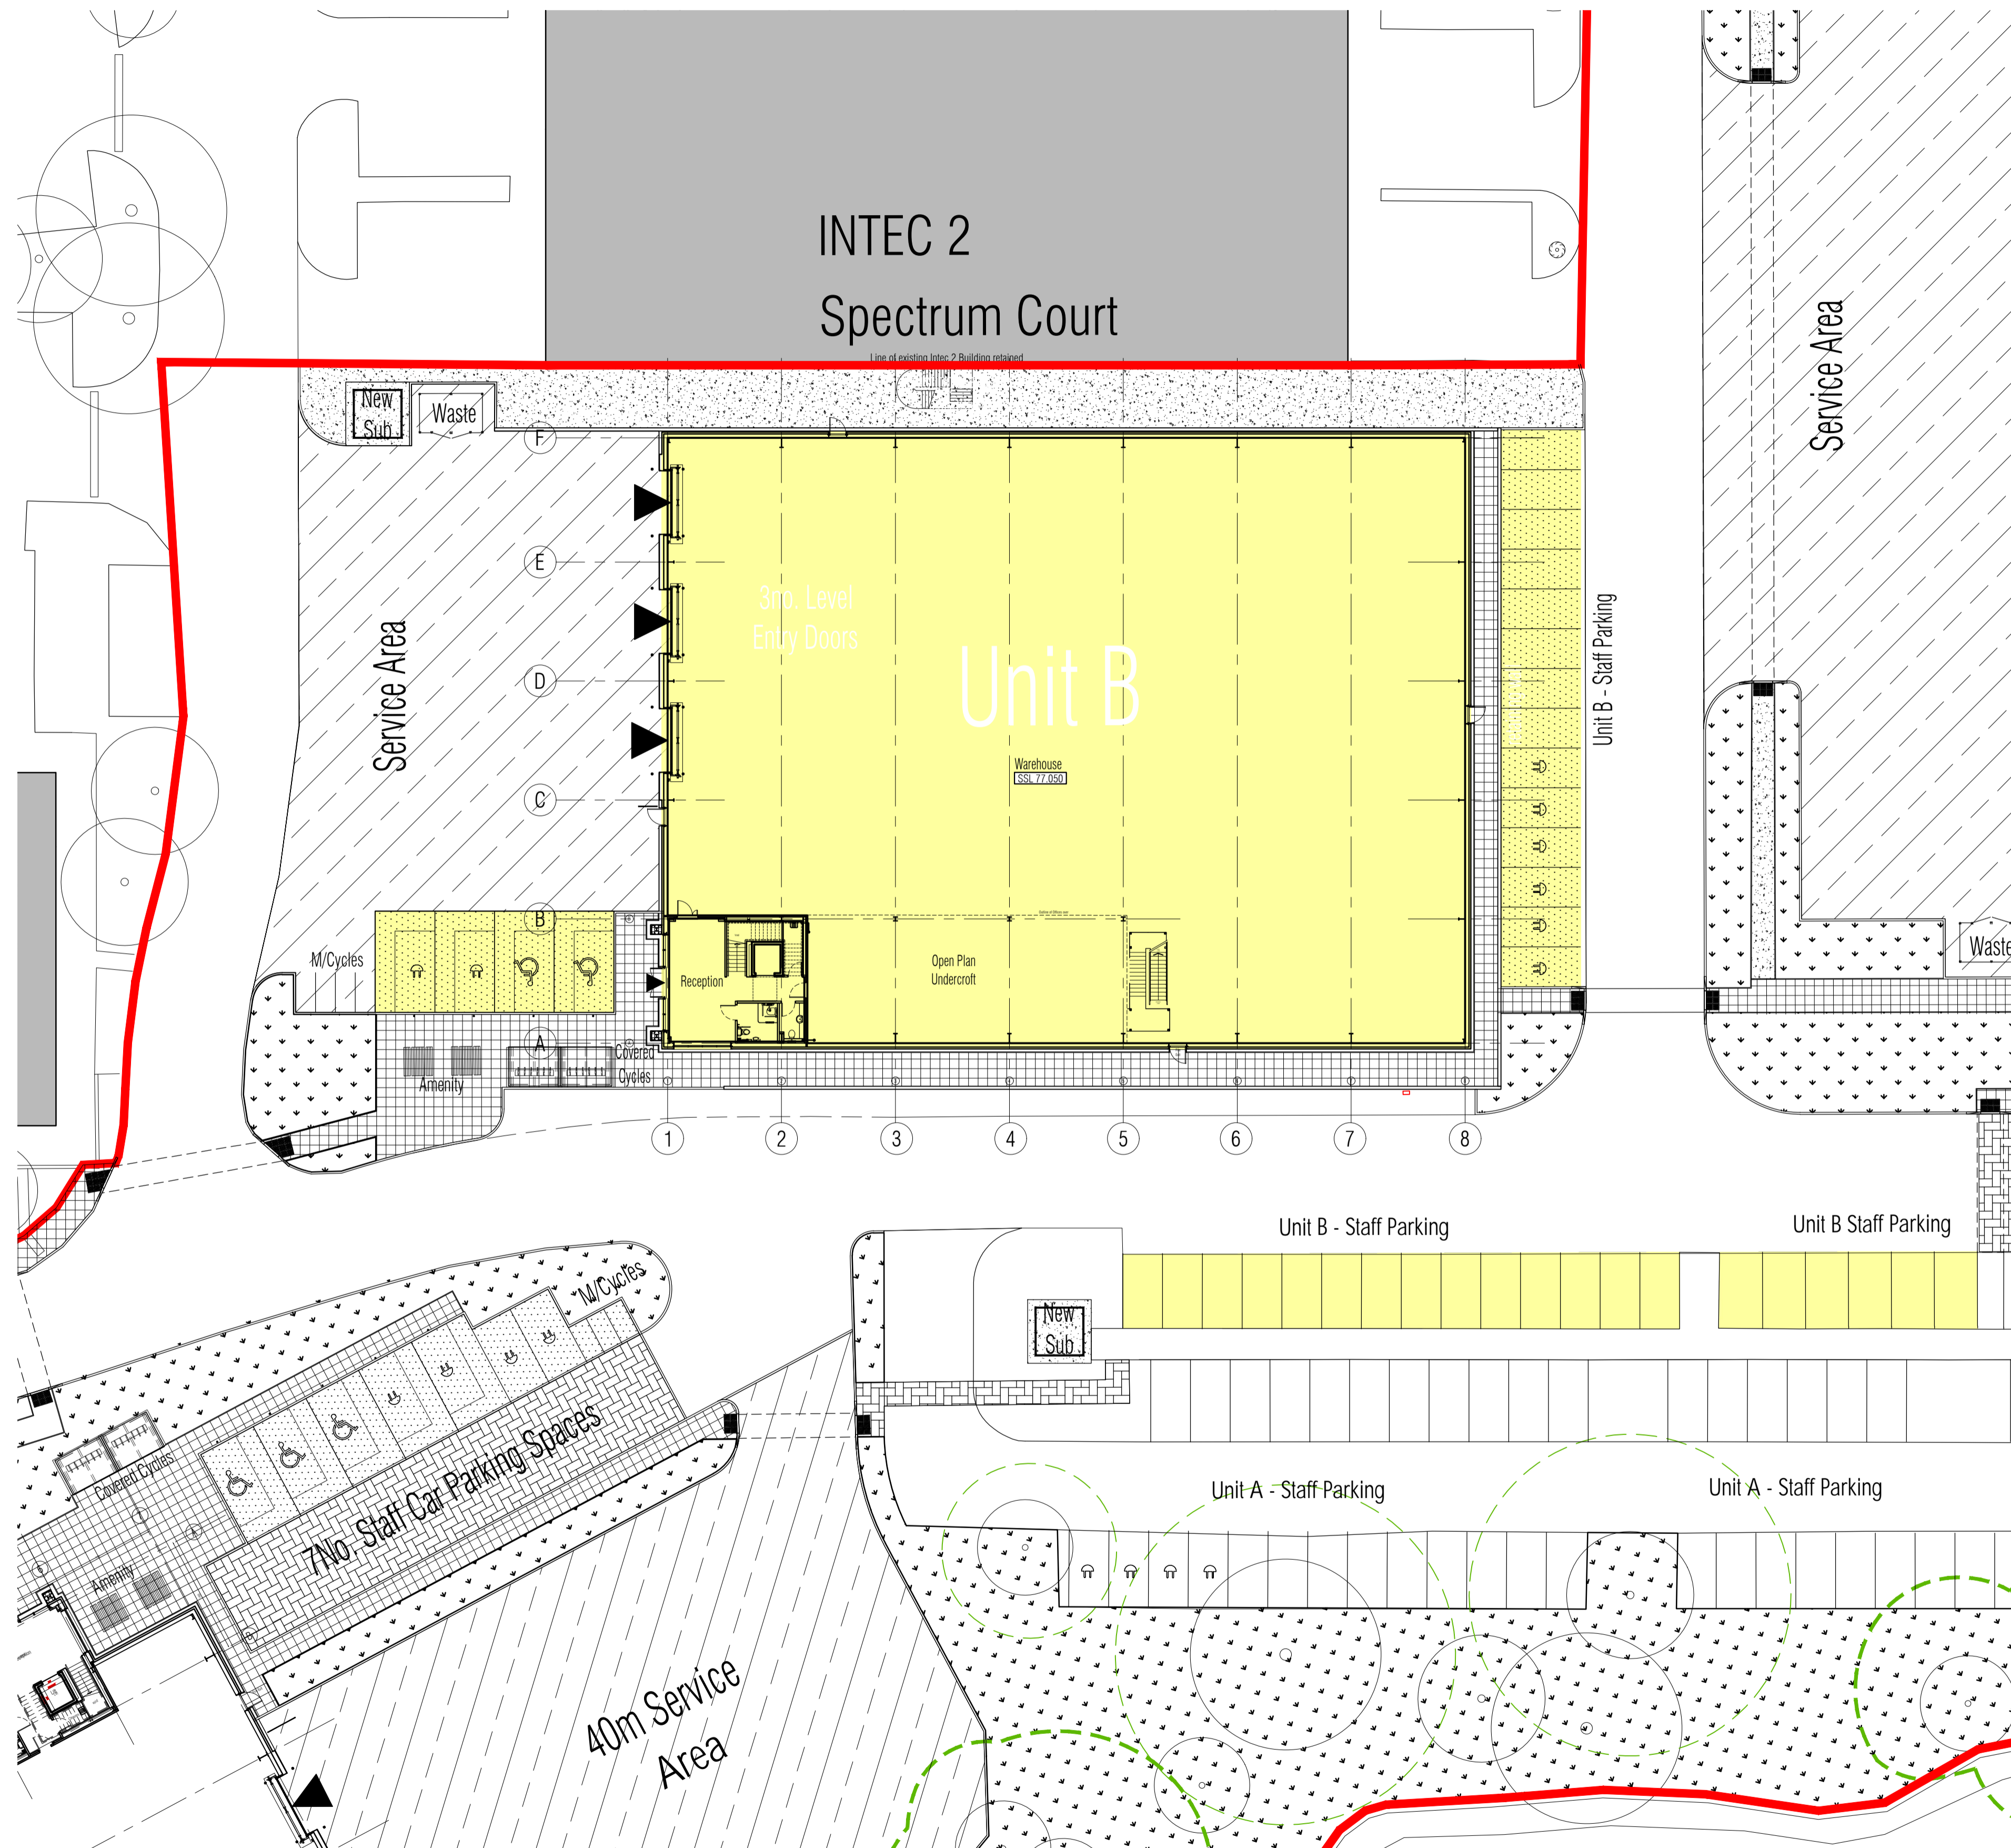 INTEC 2
Spectrum Court
Line of existing Intec 2 Building retained
New
Sub
Waste
F
E
D
C
B
A
Service Area
Service Area
3no. Level
Entry Doors
Unit B
Warehouse
SSL 77.050
Unit B - Staff Parking
M/Cycles
Reception
Open Plan
Undercroft
Waste
Amenity
Covered
Cycles
1
2
3
4
5
6
7
8
Unit B - Staff Parking
Unit B Staff Parking
M/Cycles
New
Sub
Covered Cycles
7No. Staff Car Parking Spaces
Amenity
Unit A - Staff Parking
Unit A - Staff Parking
40m Service
Area